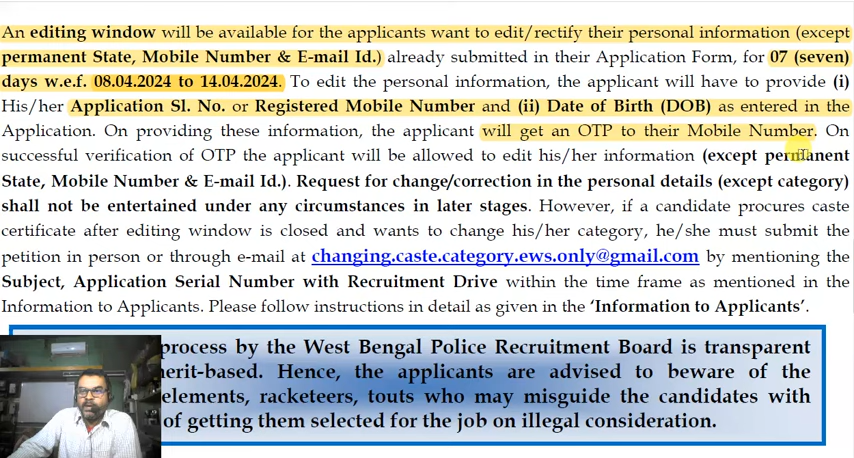 An editing window will be available for the applicants want to edit/rectify their personal information (except
permanent State, Mobile Number & E-mail Id.) already submitted in their Application Form, for 07 (seven)
days w.e.f. 08.04.2024 to 14.04.2024. To edit the personal information, the applicant will have to provide (i)
His/her Application Sl. No. or Registered Mobile Number and (ii) Date of Birth (DOB) as entered in the
Application. On providing these information, the applicant will get an OTP to their Mobile Number. On
successful verification of OTP the applicant will be allowed to edit his/her information (except permanent
State, Mobile Number & E-mail Id.). Request for change/correction in the personal details (except category)
shall not be entertained under any circumstances in later stages. However, if a candidate procures caste
certificate after editing window is closed and wants to change his/her category, he/she must submit the
petition in person or through e-mail at changing.caste.category.ews.only@gmail.com by mentioning the
Subject, Application Serial Number with Recruitment Drive within the time frame as mentioned in the
Information to Applicants. Please follow instructions in detail as given in the ‘Information to Applicants’.
process by the West Bengal Police Recruitment Board is transparent
Hence, the applicants are advised to beware of the
elements, racketeers, touts who may misguide the candidates with
of getting them selected for the job on illegal consideration.